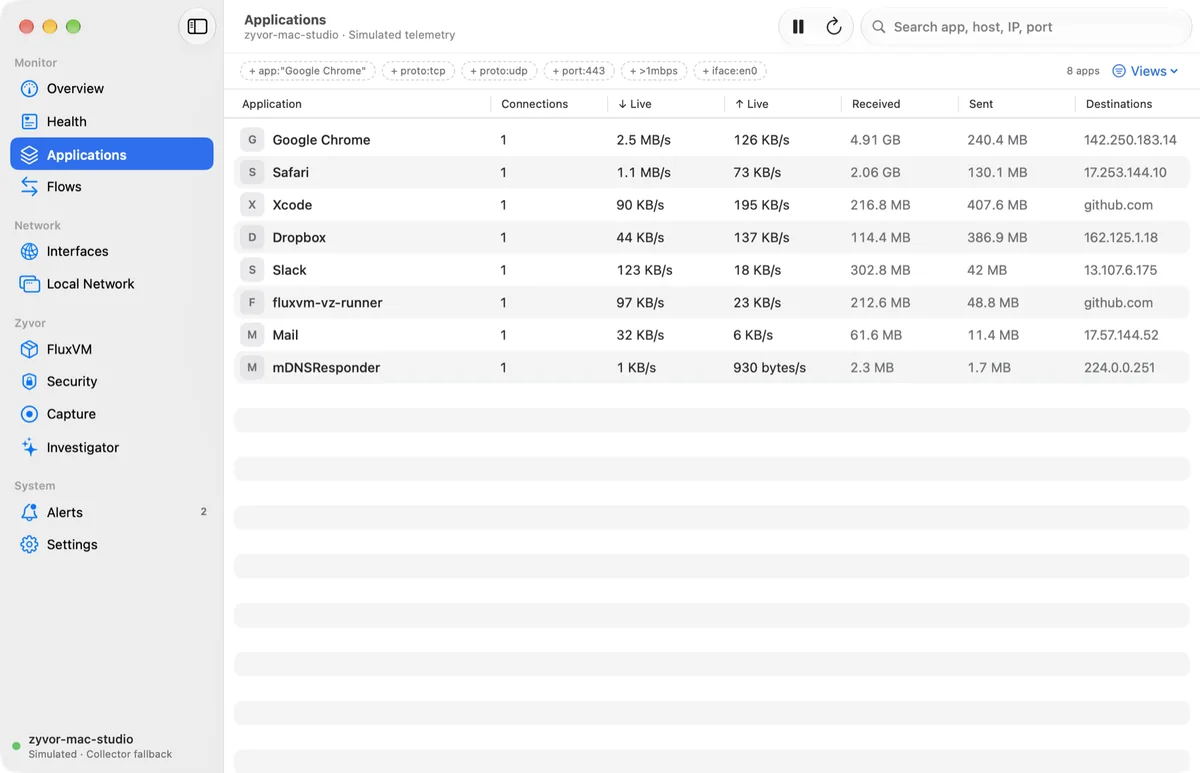 Applications
zyvor-mac-studio · Simulated telemetry
Search app, host, IP, port
Monitor
Overview
Health
Applications
Flows
Network
Interfaces
Local Network
Zyvor
FluxVM
Security
Capture
Investigator
System
Alerts 2
Settings
zyvor-mac-studio
Simulated · Collector fallback
+ app:"Google Chrome" + proto:tcp + proto:udp + port:443 + >1mbps + iface:en0 8 apps Views
Application Connections ↓ Live ↑ Live Received Sent Destinations
G Google Chrome 1 2.5 MB/s 126 KB/s 4.91 GB 240.4 MB 142.250.183.14
S Safari 1 1.1 MB/s 73 KB/s 2.06 GB 130.1 MB 17.253.144.10
X Xcode 1 90 KB/s 195 KB/s 216.8 MB 407.6 MB github.com
D Dropbox 1 44 KB/s 137 KB/s 114.4 MB 386.9 MB 162.125.1.18
S Slack 1 123 KB/s 18 KB/s 302.8 MB 42 MB 13.107.6.175
F fluxvm-vz-runner 1 97 KB/s 23 KB/s 212.6 MB 48.8 MB github.com
M Mail 1 32 KB/s 6 KB/s 61.6 MB 11.4 MB 17.57.144.52
M mDNSResponder 1 1 KB/s 930 bytes/s 2.3 MB 1.7 MB 224.0.0.251